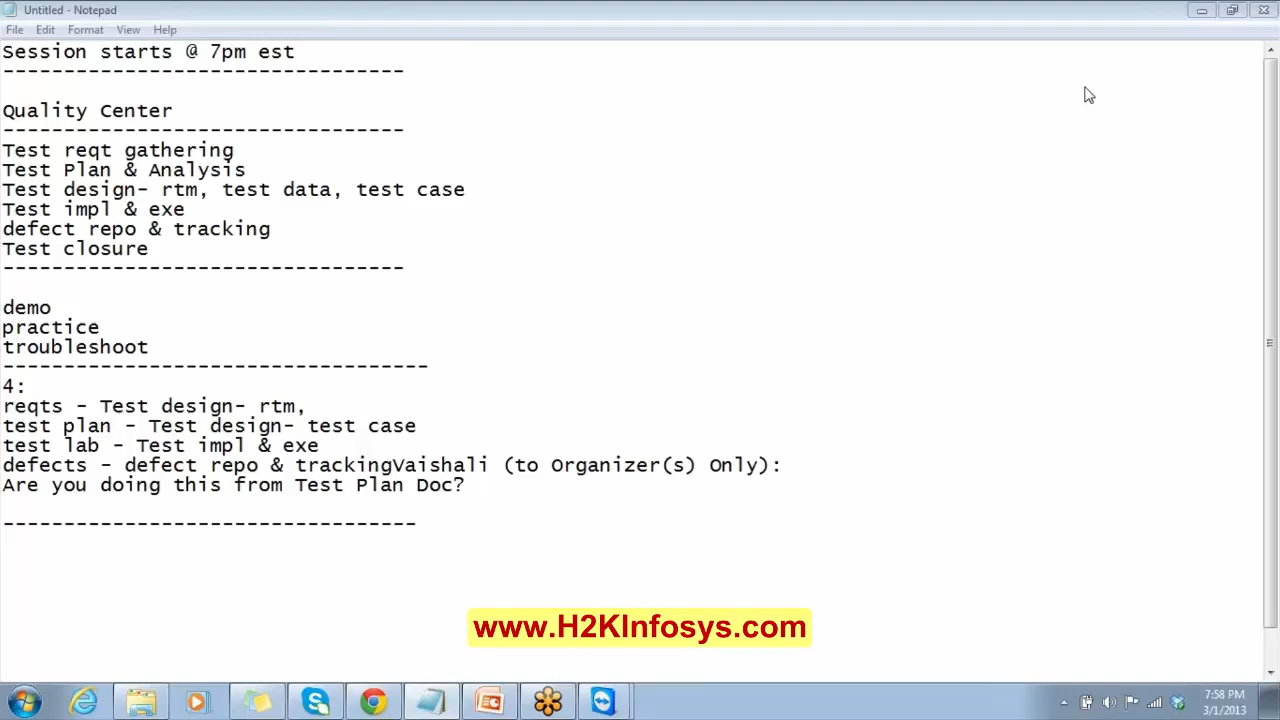 Untitled - Notepad
File Edit Format View Help
Session starts @ 7pm est
---------------------------------
Quality Center
---------------------------------
Test reqt gathering
Test Plan & Analysis
Test design- rtm, test data, test case
Test impl & exe
defect repo & tracking
Test closure
---------------------------------
demo
practice
troubleshoot
-----------------------------------
4:
reqts - Test design- rtm,
test plan - Test design- test case
test lab - Test impl & exe
defects - defect repo & trackingVaishali (to Organizer(s) Only):
Are you doing this from Test Plan Doc?
----------------------------------
www.H2KInfosys.com
7:58 PM
3/1/2013